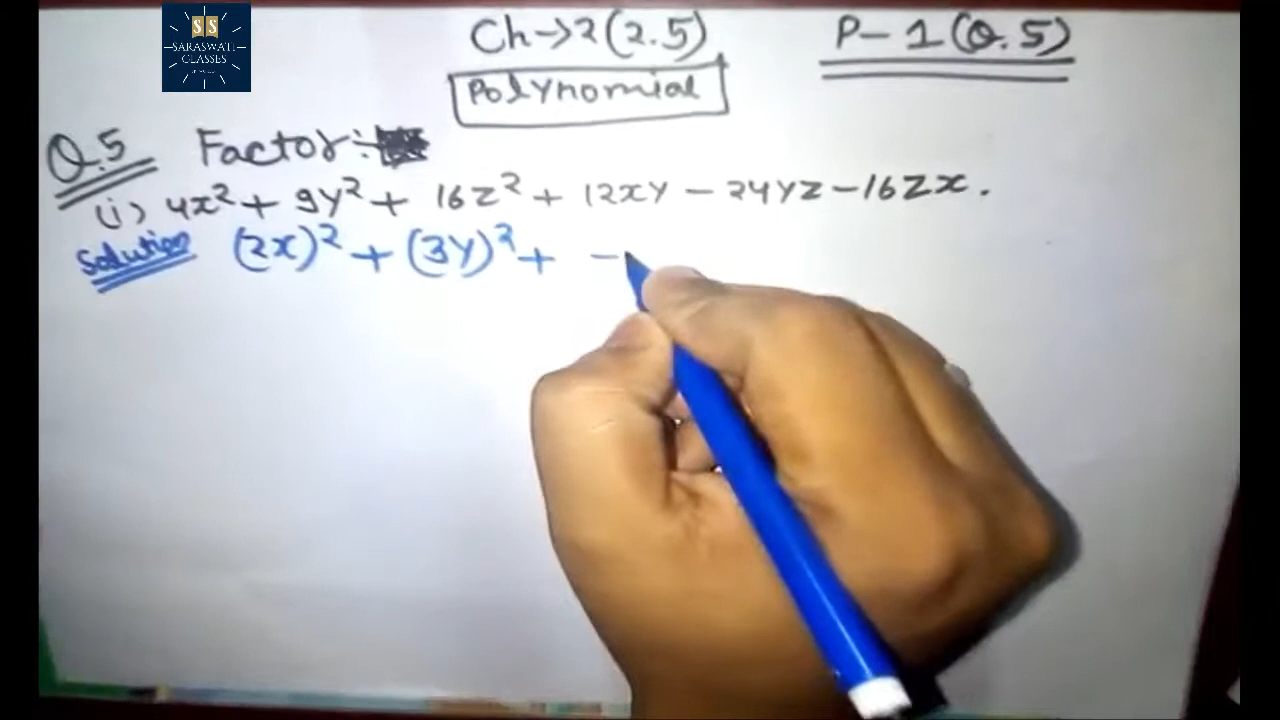 SS
SARASWATI
CLASSES
Ch→2(2.5)
P-1(Q.5)
Polynomial
Q.5 Factor:-
(i) 4x² + 9y² + 16z² + 12xy - 24yz - 16zx.
Solution (2x)² + (3y)² + -